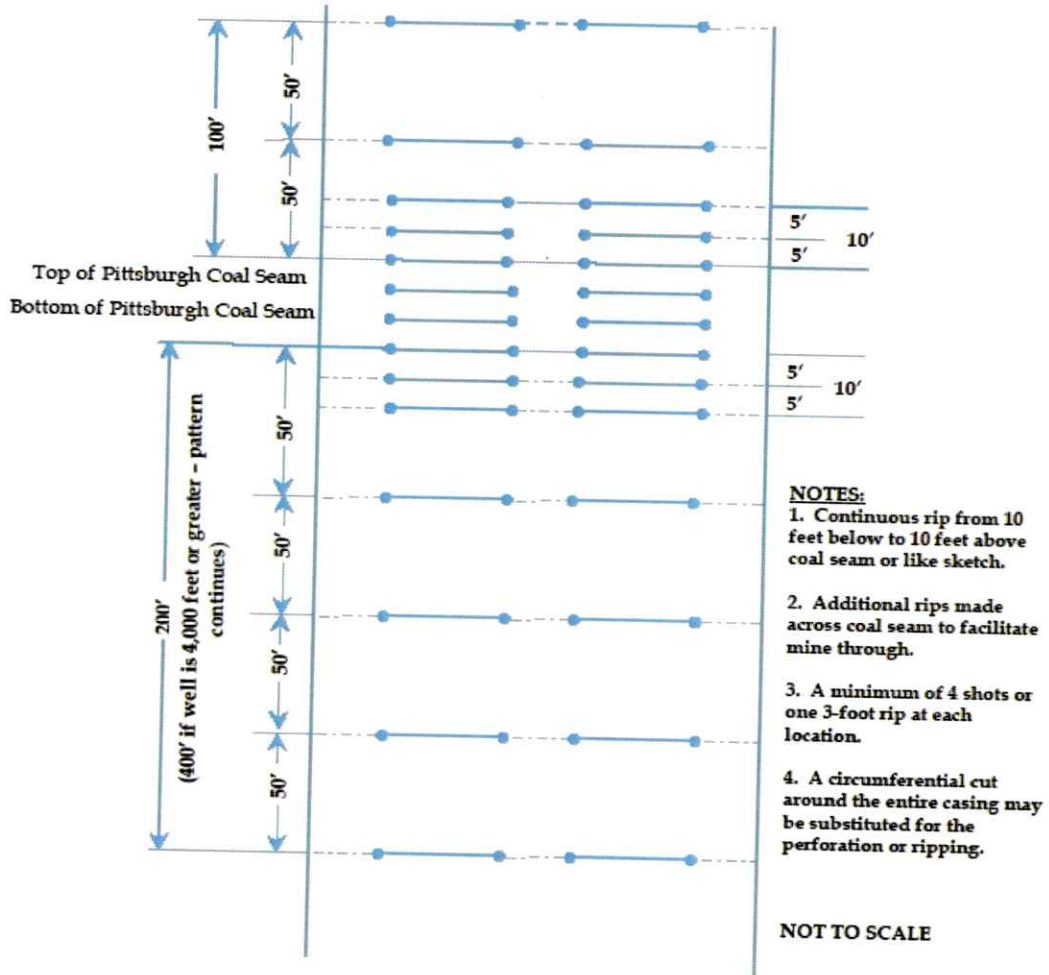 50′
100′
50′
5′
10′
5′
Top of Pittsburgh Coal Seam
Bottom of Pittsburgh Coal Seam
5′
10′
5′
50′
200′
(400′ if well is 4,000 feet or greater – pattern
continues)
50′
50′
50′
NOTES:
1. Continuous rip from 10
feet below to 10 feet above
coal seam or like sketch.
2. Additional rips made
across coal seam to facilitate
mine through.
3. A minimum of 4 shots or
one 3-foot rip at each
location.
4. A circumferential cut
around the entire casing may
be substituted for the
perforation or ripping.
NOT TO SCALE